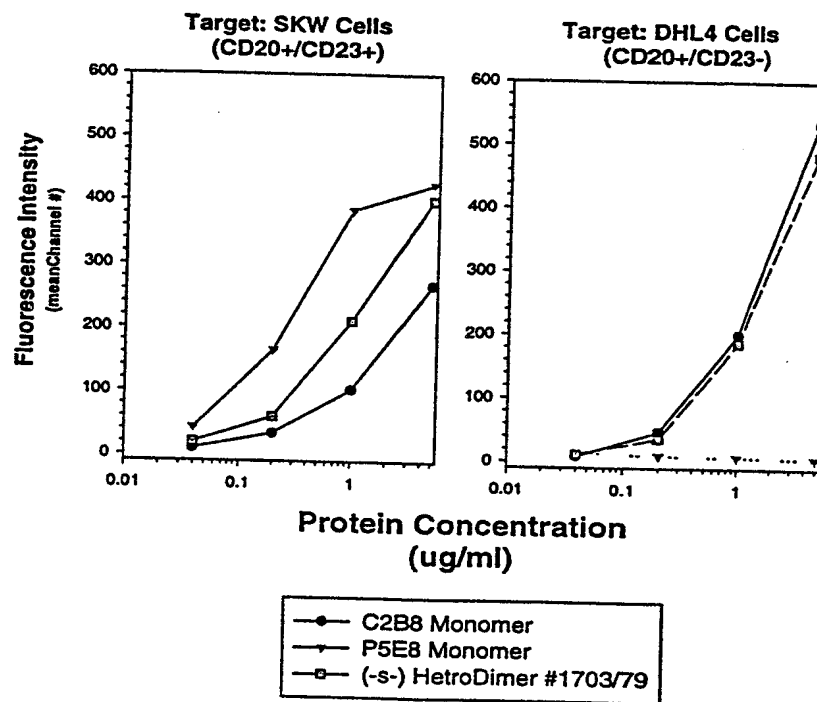 Target: SKW Cells
(CD20+/CD23+)
Target: DHL4 Cells
(CD20+/CD23-)
Fluorescence Intensity
(meanChannel #)
600
500
400
300
200
100
0
0.01
0.1
1
600
500
400
300
200
100
0
0.01
0.1
1
Protein Concentration
(ug/ml)
C2B8 Monomer
P5E8 Monomer
(-s-) HetroDimer #1703/79